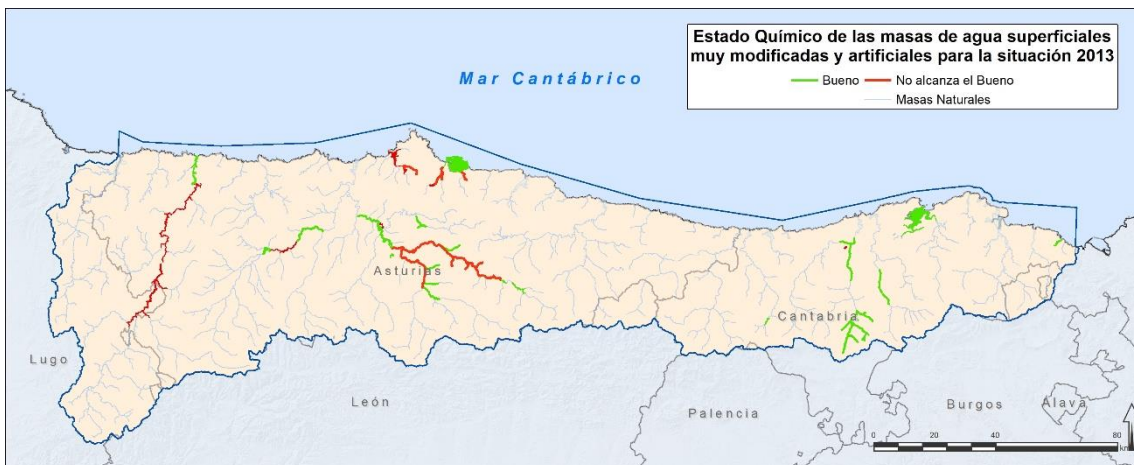 Estado Químico de las masas de agua superficiales
muy modificadas y artificiales para la situación 2013
Bueno No alcanza el Bueno
Masas Naturales
Mar Cantábrico
Asturias
Cantabria
Lugo
León
Palencia
Burgos
Álava
0 20 40 80
km